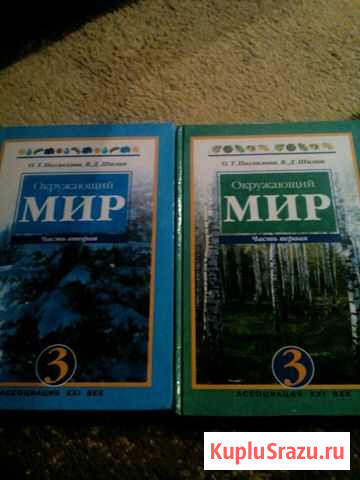 О. Т. Поглазова, В. Д. Шилин
Окружающий
МИР
Часть вторая
3
АССОЦИАЦИЯ XXI ВЕК
О. Т. Поглазова, В. Д. Шилин
Окружающий
МИР
Часть первая
3
АССОЦИАЦИЯ XXI ВЕК
KupluSrazu.ru